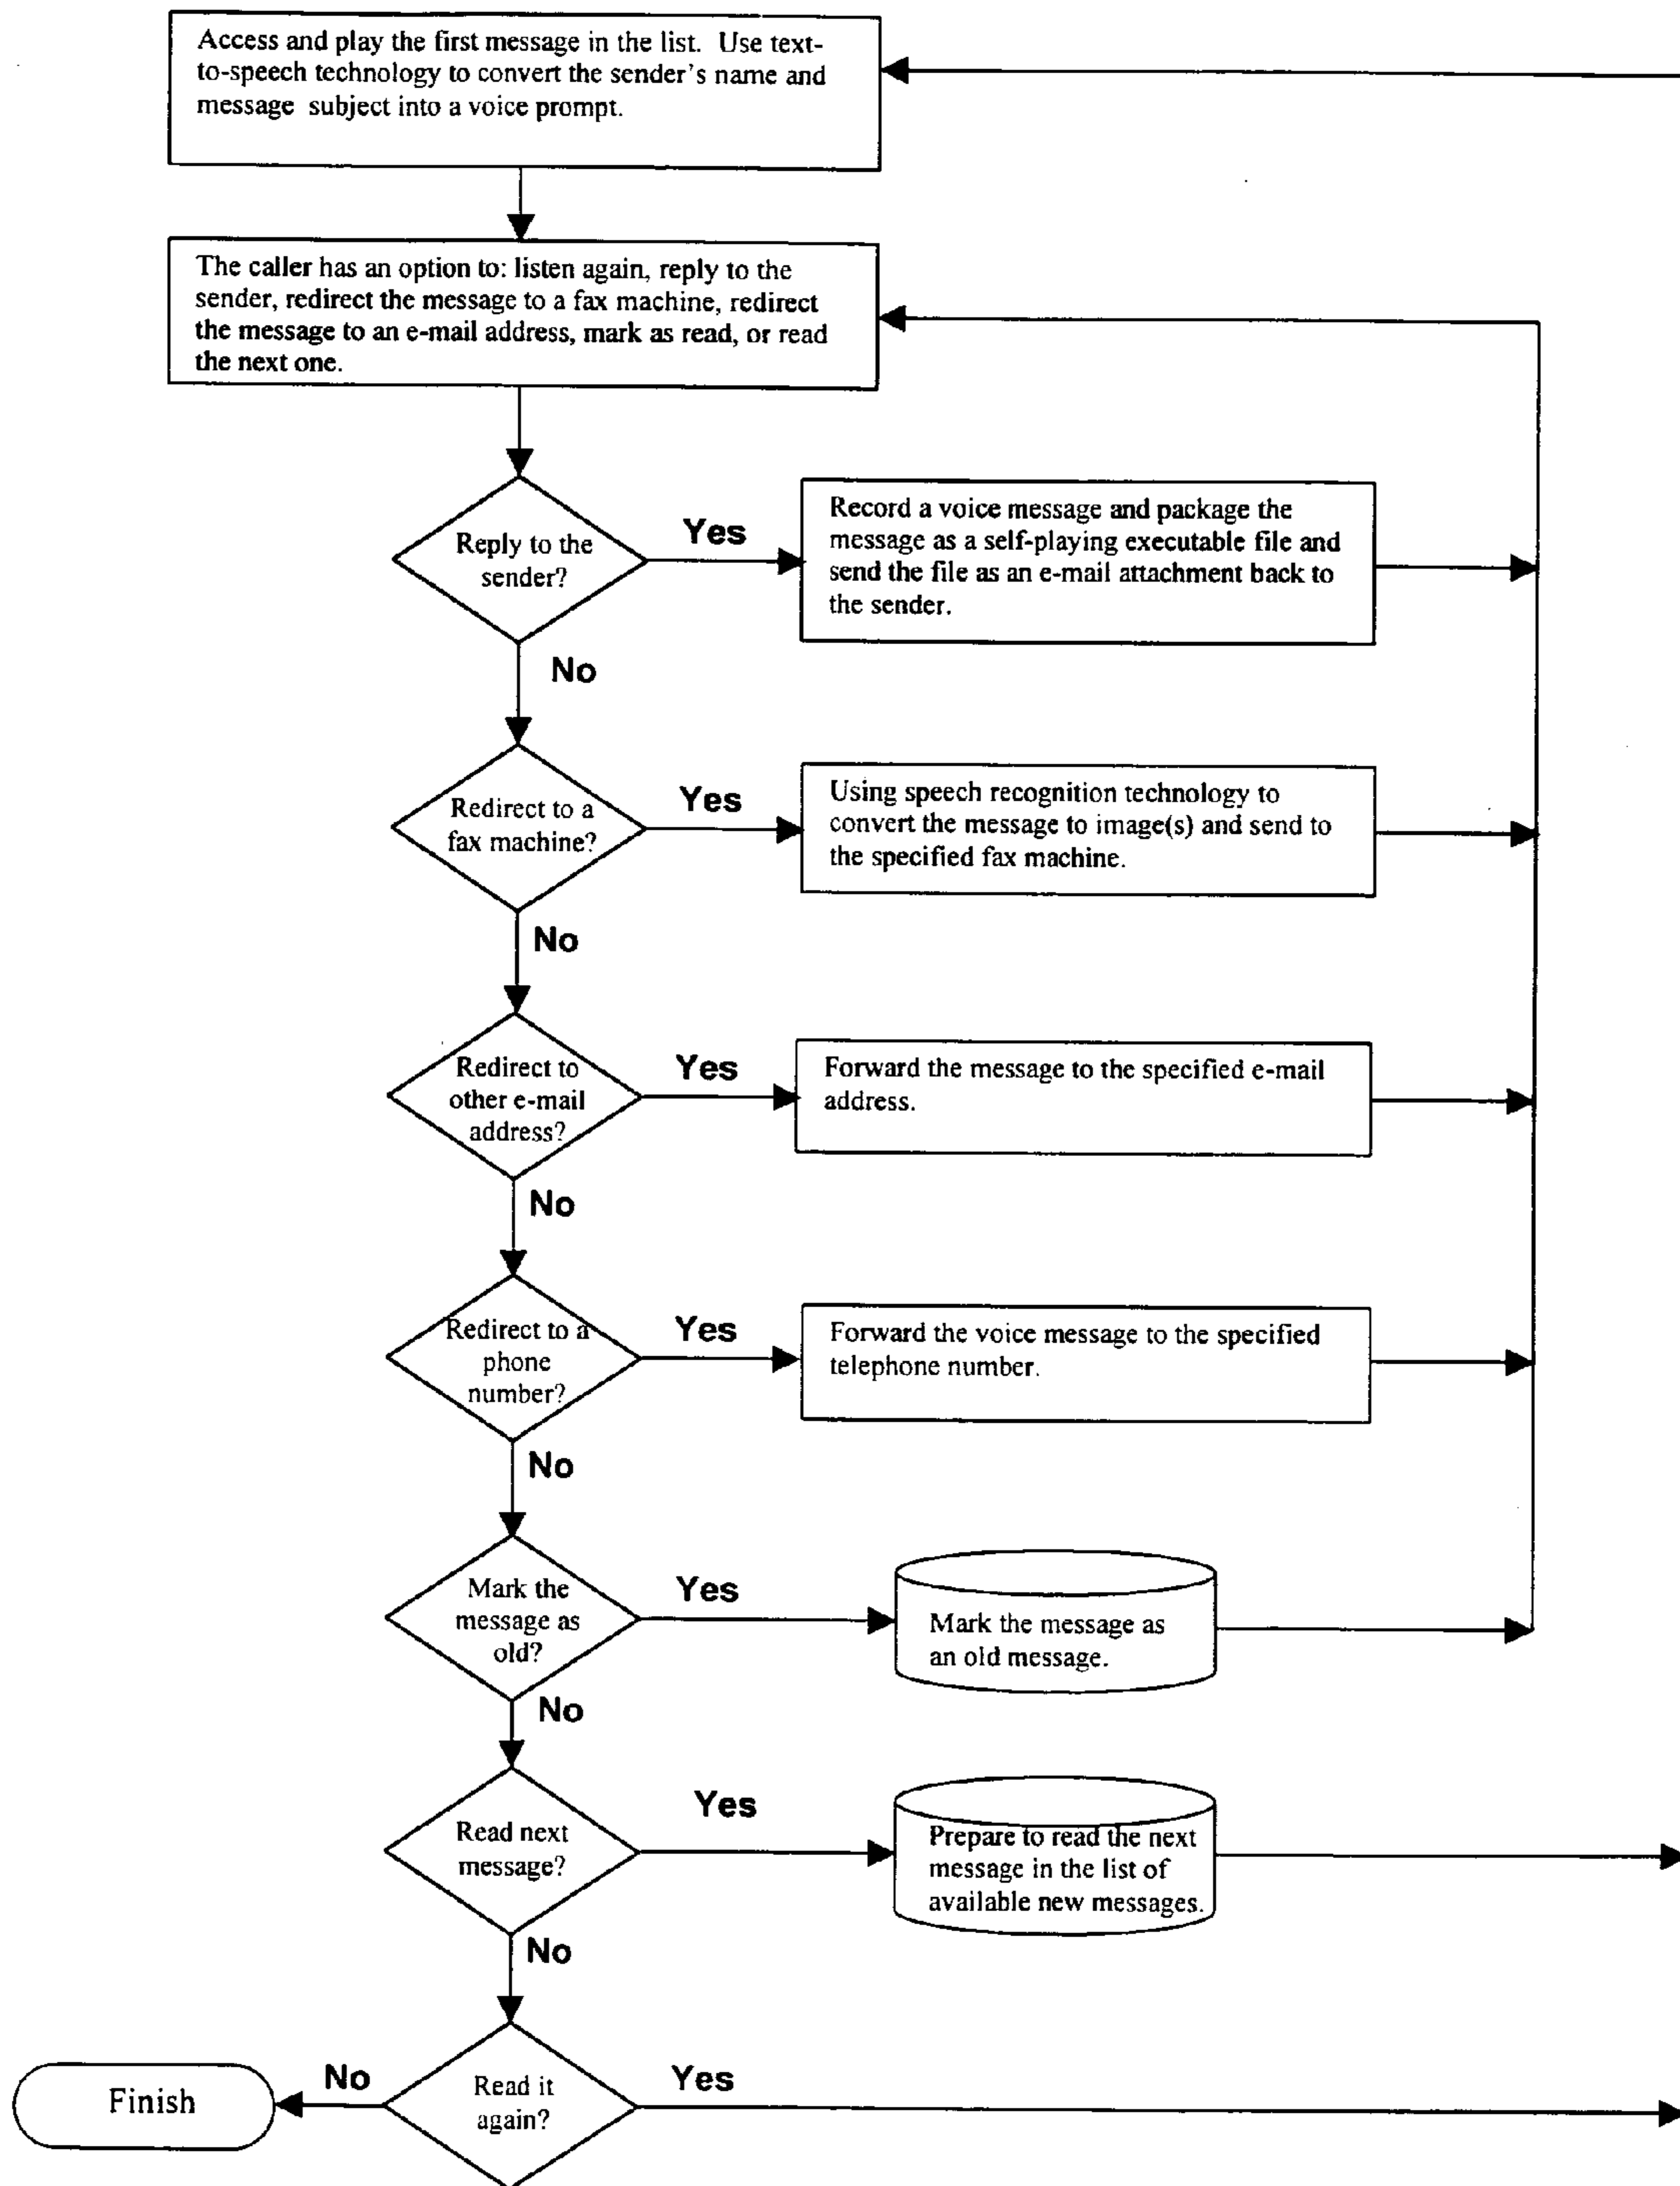 Access and play the first message in the list. Use text-
to-speech technology to convert the sender's name and
message subject into a voice prompt.
The caller has an option to: listen again, reply to the
sender, redirect the message to a fax machine, redirect
the message to an e-mail address, mark as read, or read
the next one.
Reply to the
sender?
Yes
Record a voice message and package the
message as a self-playing executable file and
send the file as an e-mail attachment back to
the sender.
No
Redirect to a
fax machine?
Yes
Using speech recognition technology to
convert the message to image(s) and send to
the specified fax machine.
No
Redirect to
other e-mail
address?
Yes
Forward the message to the specified e-mail
address.
No
Redirect to a
phone
number?
Yes
Forward the voice message to the specified
telephone number.
No
Mark the
message as
old?
Yes
Mark the message as
an old message.
No
Read next
message?
Yes
Prepare to read the next
message in the list of
available new messages.
No
Read it
again?
Yes
No
Finish